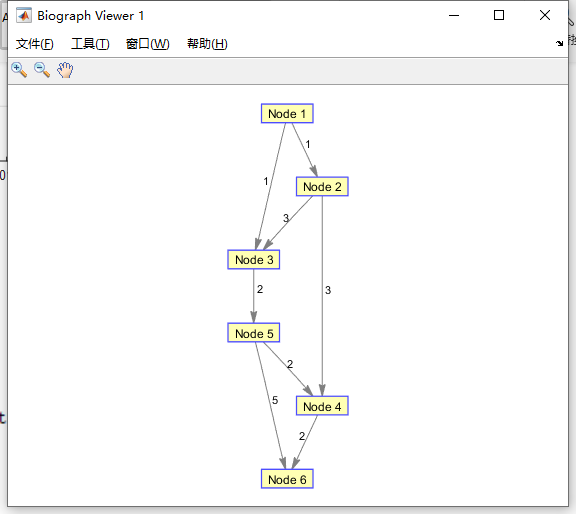 Biograph Viewer 1
文件(F) 工具(T) 窗口(W) 帮助(H)
Node 1
1
Node 2
1
3
Node 3
2
3
Node 5
2
5
Node 4
2
Node 6